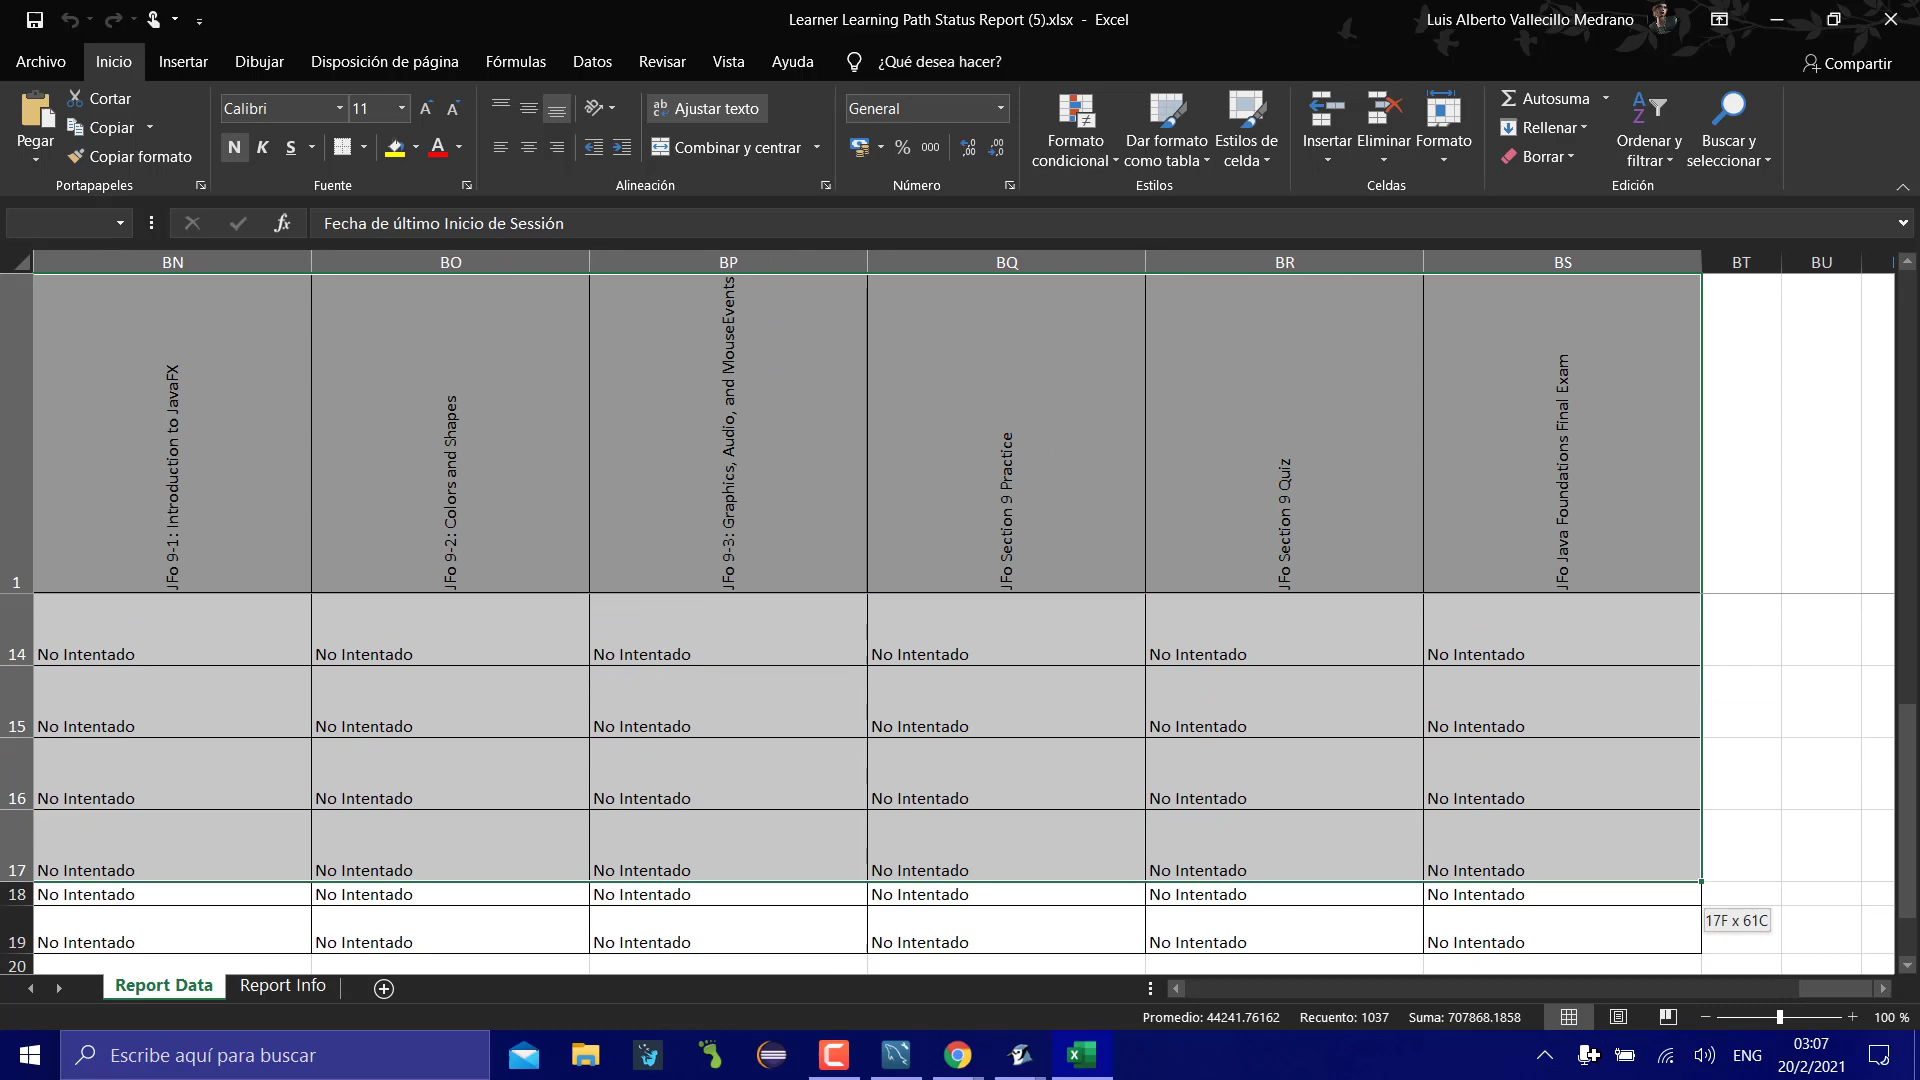 Learner Learning Path Status Report (5).xlsx - Excel
Luis Alberto Vallecillo Medrano
Archivo Inicio Insertar Dibujar Disposición de página Fórmulas Datos Revisar Vista Ayuda ¿Qué desea hacer? Compartir
Pegar
Cortar
Copiar
Copiar formato
Portapapeles
Calibri 11
N K S
Fuente
Ajustar texto
Combinar y centrar
Alineación
General
% 000
Número
Formato condicional
Dar formato como tabla
Estilos de celda
Estilos
Insertar Eliminar Formato
Celdas
Autosuma
Rellenar
Borrar
Ordenar y filtrar
Buscar y seleccionar
Edición
fx Fecha de último Inicio de Sesión
BN BO BP BQ BR BS BT BU
1
JFo 9-1: Introduction to JavaFX
JFo 9-2: Colors and Shapes
JFo 9-3: Graphics, Audio, and MouseEvents
JFo Section 9 Practice
JFo Section 9 Quiz
JFo Java Foundations Final Exam
14 No Intentado No Intentado No Intentado No Intentado No Intentado No Intentado
15 No Intentado No Intentado No Intentado No Intentado No Intentado No Intentado
16 No Intentado No Intentado No Intentado No Intentado No Intentado No Intentado
17 No Intentado No Intentado No Intentado No Intentado No Intentado No Intentado
18 No Intentado No Intentado No Intentado No Intentado No Intentado No Intentado
17F x 61C
19 No Intentado No Intentado No Intentado No Intentado No Intentado No Intentado
20
Report Data Report Info
Promedio: 44241.76162 Recuento: 1037 Suma: 707868.1858 100 %
Escribe aquí para buscar
ENG
03:07
20/2/2021